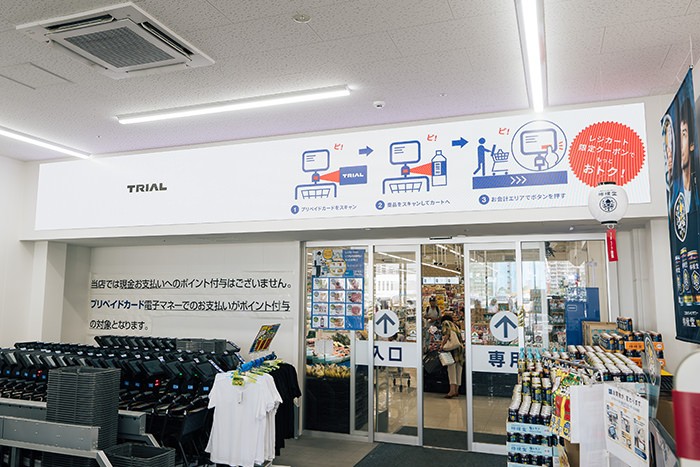 TRIAL
ピ!
ピ!
ピ!
TRIAL
① プリペイドカードをスキャン
② 商品をスキャンしてカートへ
③ お会計エリアでボタンを押す
レジカート
限定クーポンで
もっと
おトク!
当店では現金お支払いへのポイント付与はございません。
プリペイドカード電子マネーでのお支払いがポイント付与
の対象となります。
入口
専用